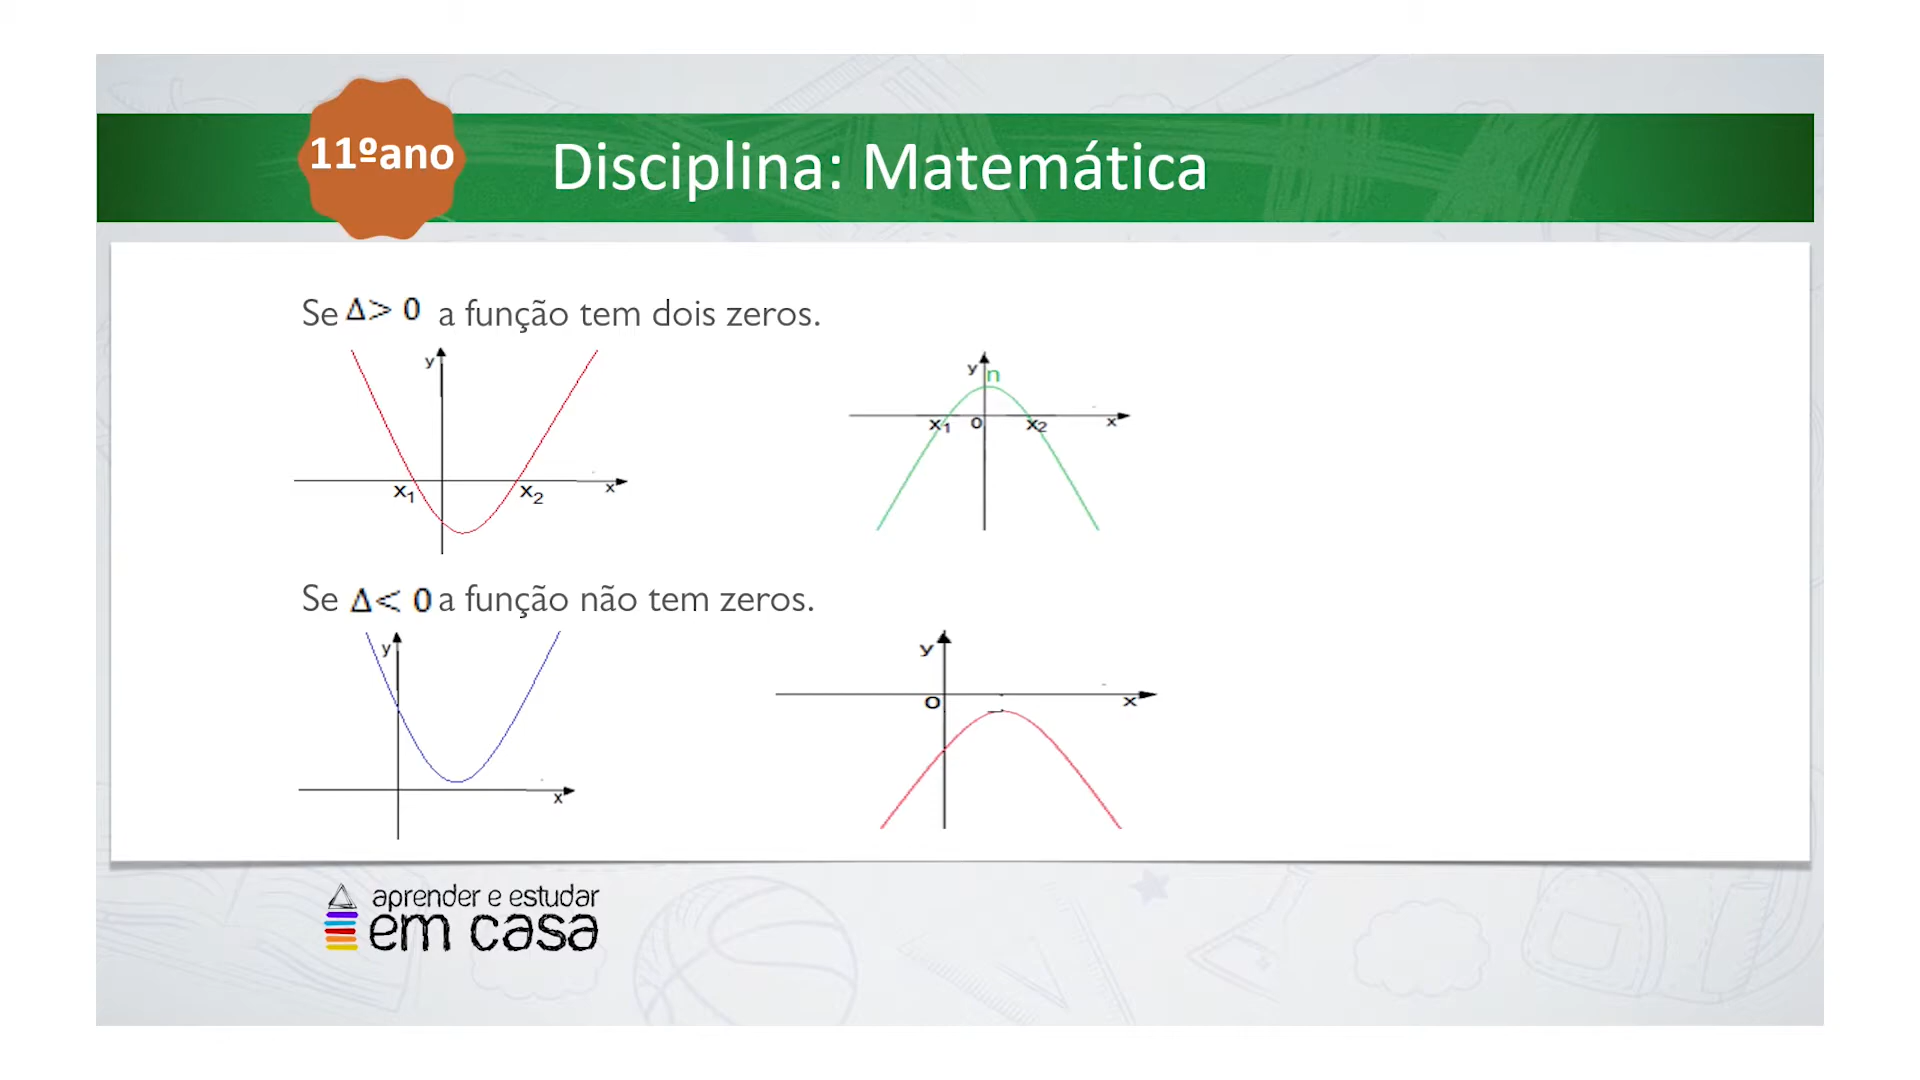 11ºano
Disciplina: Matemática
Se Δ> 0 a função tem dois zeros.
y
x₁
x₂
x
y
n
x₁
0
x₂
x
Se Δ< 0 a função não tem zeros.
y
x
y
0
x
aprender e estudar
em casa